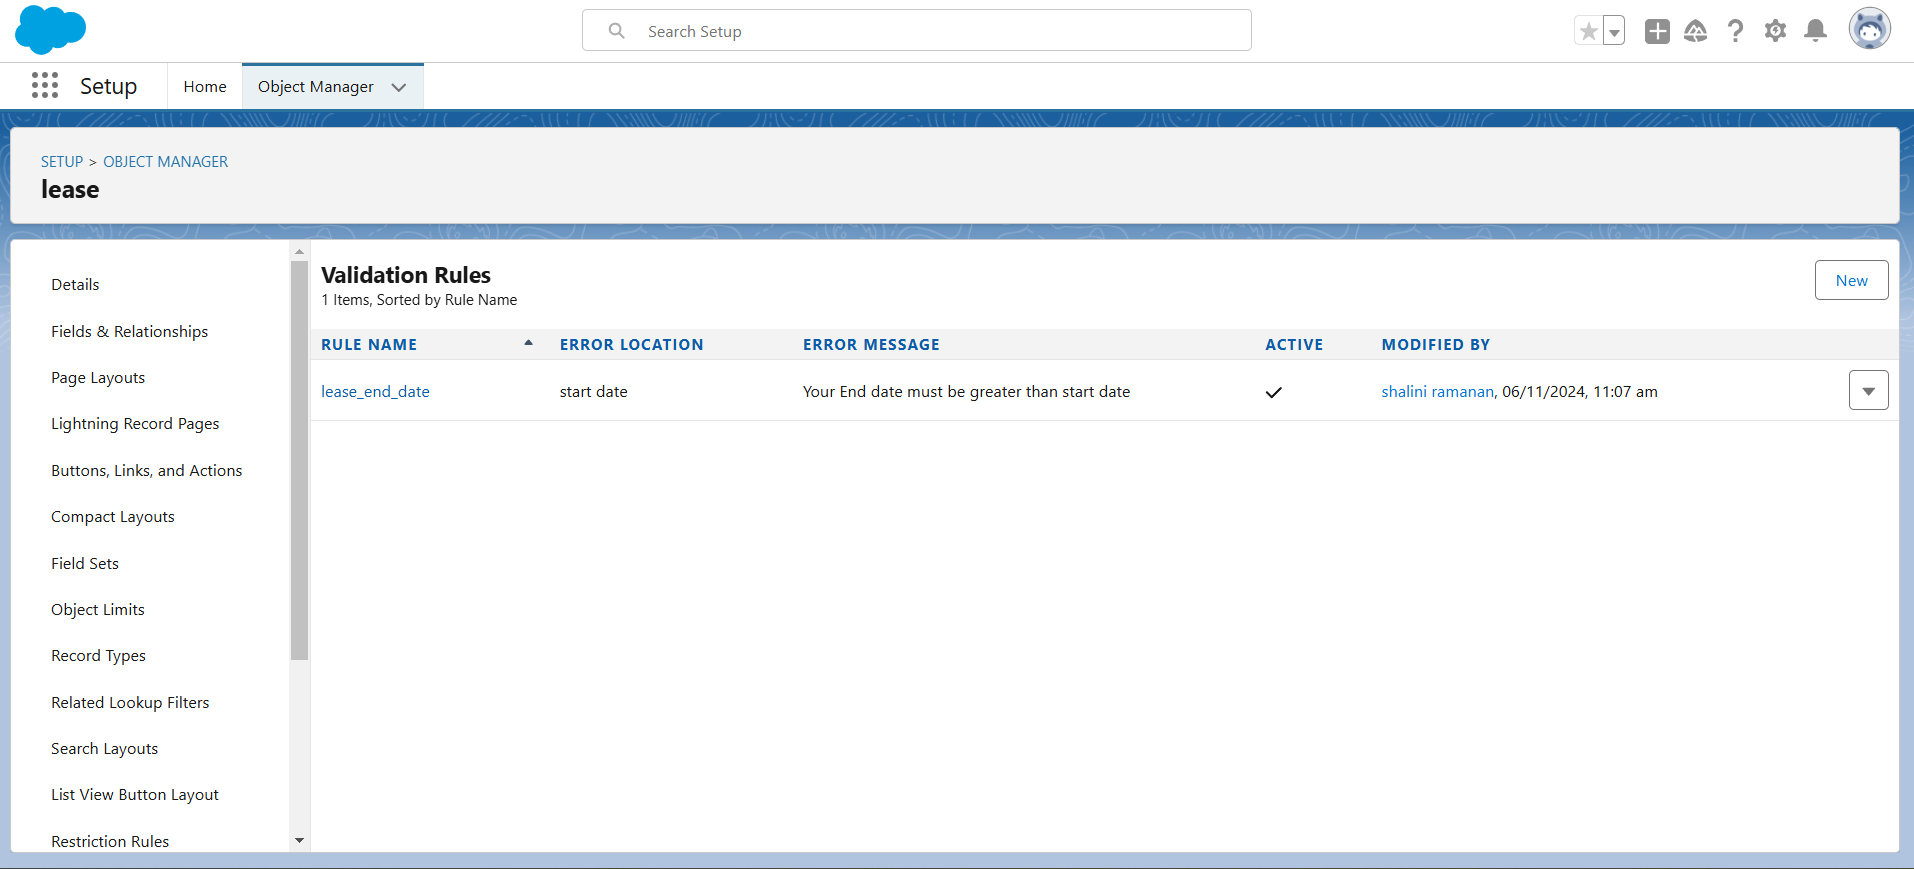 Search Setup
Setup
Home
Object Manager
SETUP > OBJECT MANAGER
lease
Details
Fields & Relationships
Page Layouts
Lightning Record Pages
Buttons, Links, and Actions
Compact Layouts
Field Sets
Object Limits
Record Types
Related Lookup Filters
Search Layouts
List View Button Layout
Restriction Rules
Validation Rules
1 Items, Sorted by Rule Name
New
RULE NAME ERROR LOCATION ERROR MESSAGE ACTIVE MODIFIED BY
lease_end_date start date Your End date must be greater than start date shalini ramanan, 06/11/2024, 11:07 am